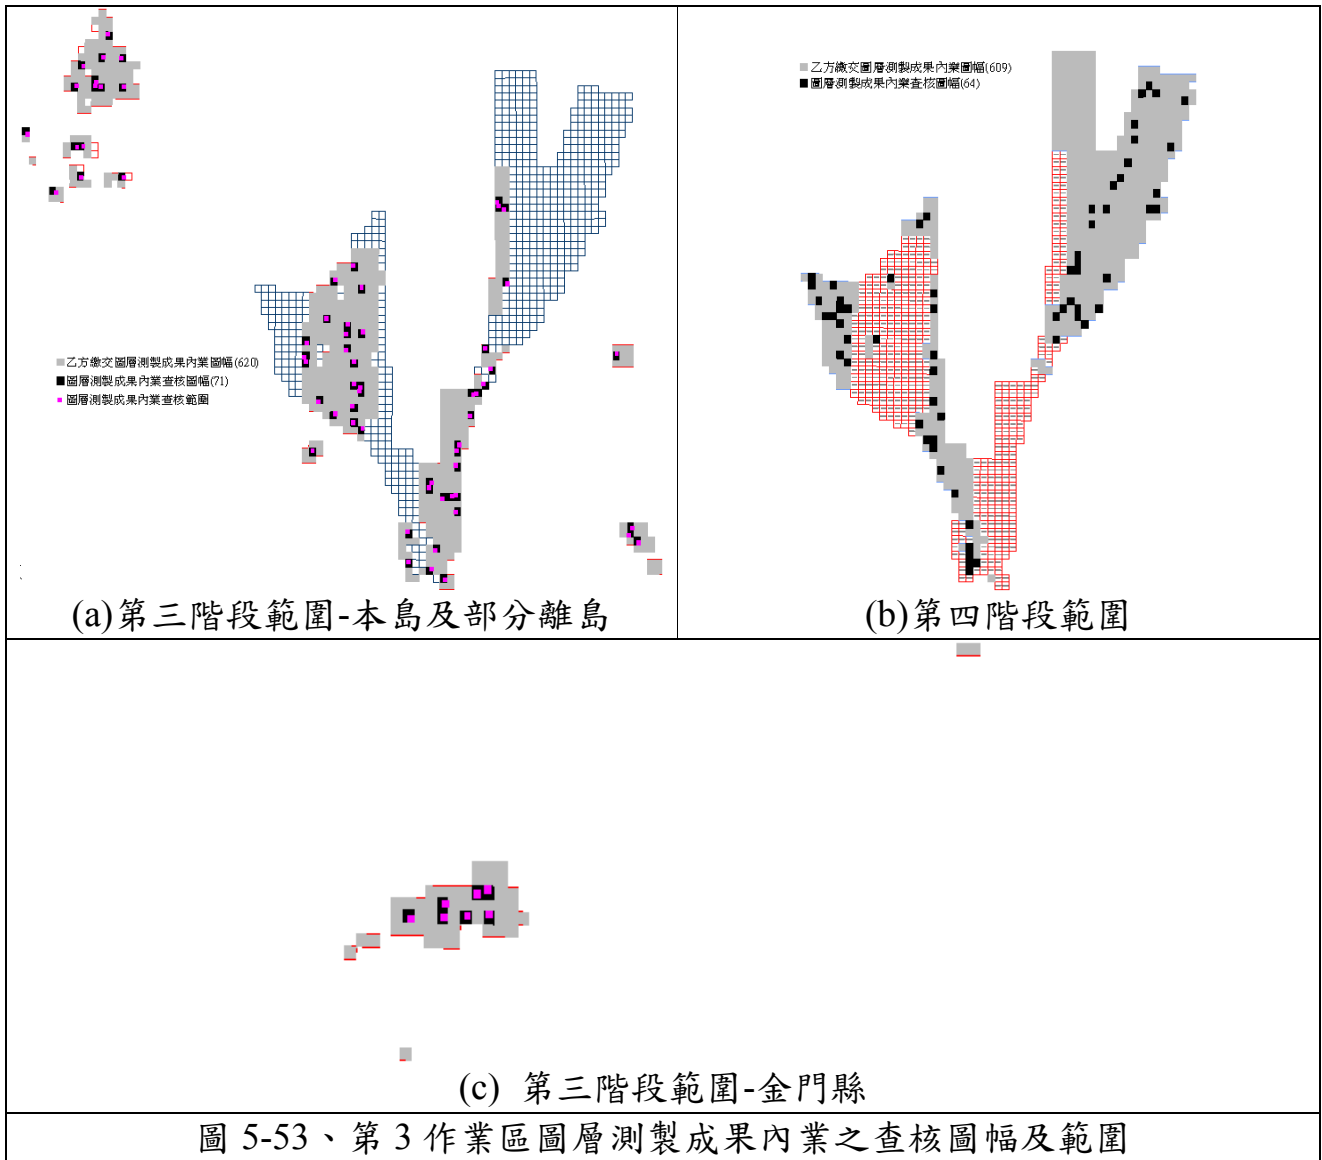 乙方繳交圖層測製成果內業圖幅(620)
圖層測製成果內業查核圖幅(71)
圖層測製成果內業查核範圍
(a)第三階段範圍-本島及部分離島
乙方繳交圖層測製成果內業圖幅(609)
圖層測製成果內業查核圖幅(64)
(b)第四階段範圍
(c) 第三階段範圍-金門縣
圖 5-53、第 3 作業區圖層測製成果內業之查核圖幅及範圍